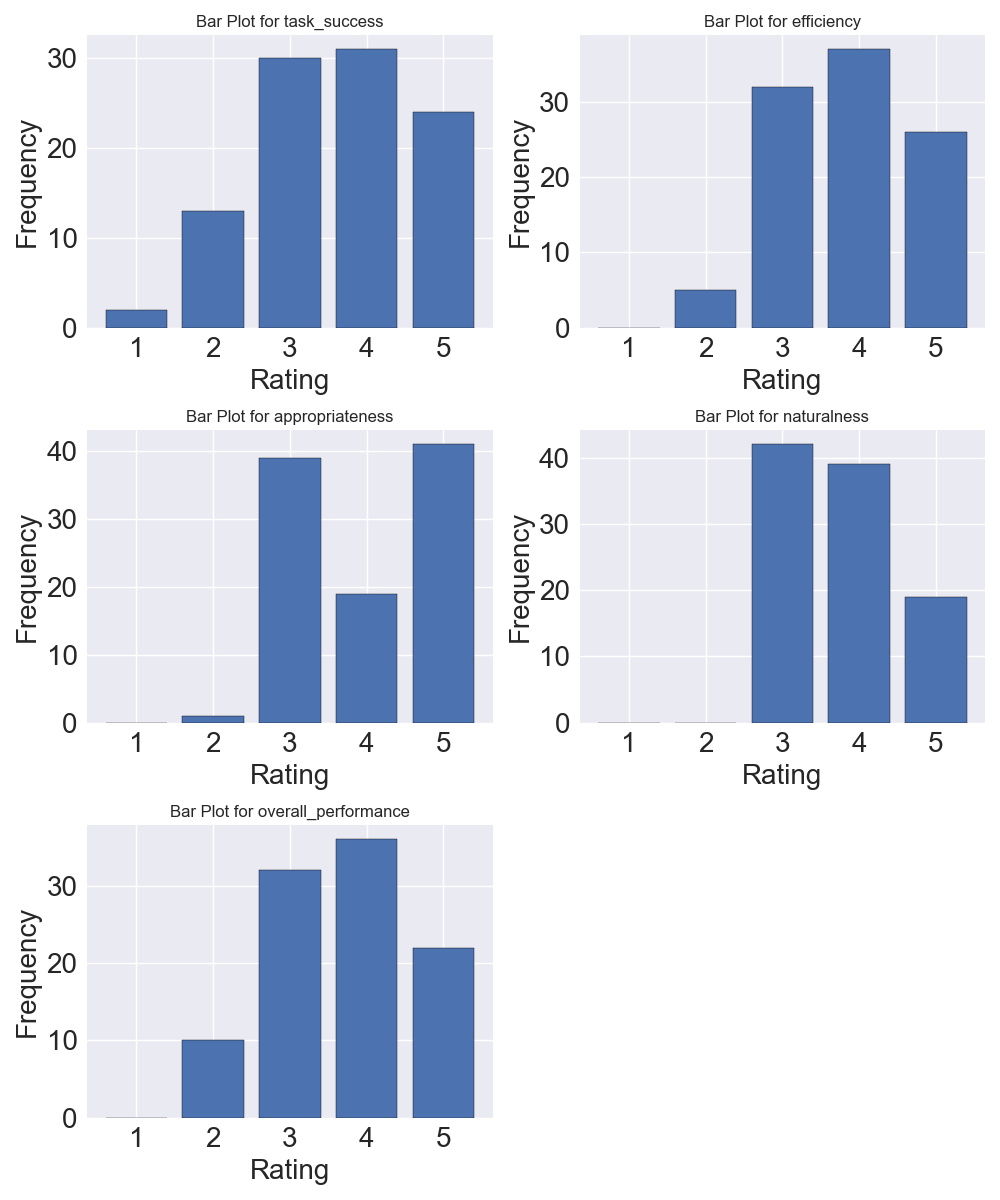 Bar Plot for task_success
30
20
10
0
Frequency
1 2 3 4 5
Rating
Bar Plot for efficiency
30
20
10
0
Frequency
1 2 3 4 5
Rating
Bar Plot for appropriateness
40
30
20
10
0
Frequency
1 2 3 4 5
Rating
Bar Plot for naturalness
40
30
20
10
0
Frequency
1 2 3 4 5
Rating
Bar Plot for overall_performance
30
20
10
0
Frequency
1 2 3 4 5
Rating